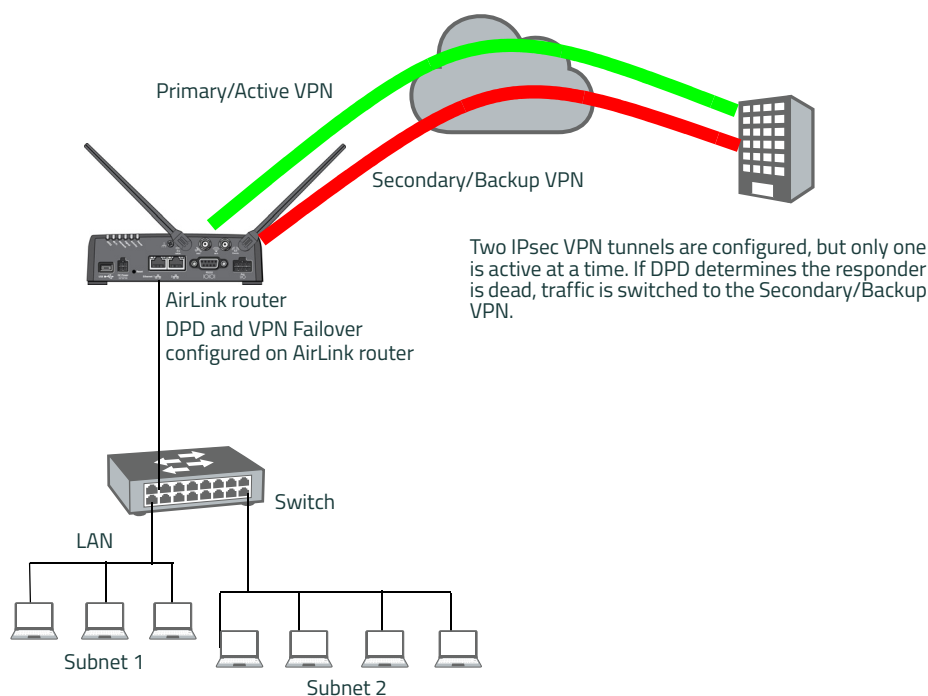 Primary/Active VPN
Secondary/Backup VPN
Two IPsec VPN tunnels are configured, but only one
is active at a time. If DPD determines the responder
is dead, traffic is switched to the Secondary/Backup
VPN.
AirLink router
DPD and VPN Failover
configured on AirLink router
Switch
LAN
Subnet 1
Subnet 2